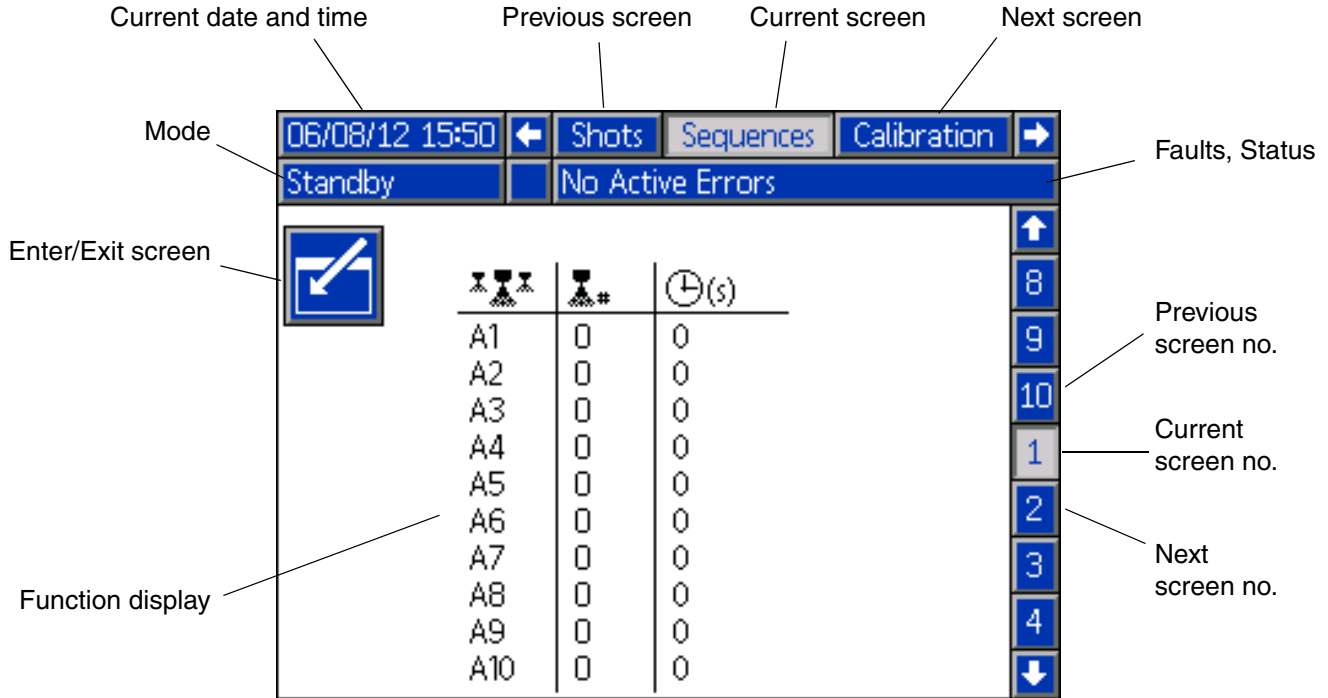 Current date and time
Previous screen
Current screen
Next screen
Mode
06/08/12 15:50
Shots
Sequences
Calibration
Faults, Status
Standby
No Active Errors
Enter/Exit screen
# (s)
8
A1 0 0
9
Previous
screen no.
A2 0 0
10
A3 0 0
A4 0 0
1
Current
screen no.
A5 0 0
A6 0 0
2
A7 0 0
3
Next
screen no.
Function display
A8 0 0
4
A9 0 0
A10 0 0